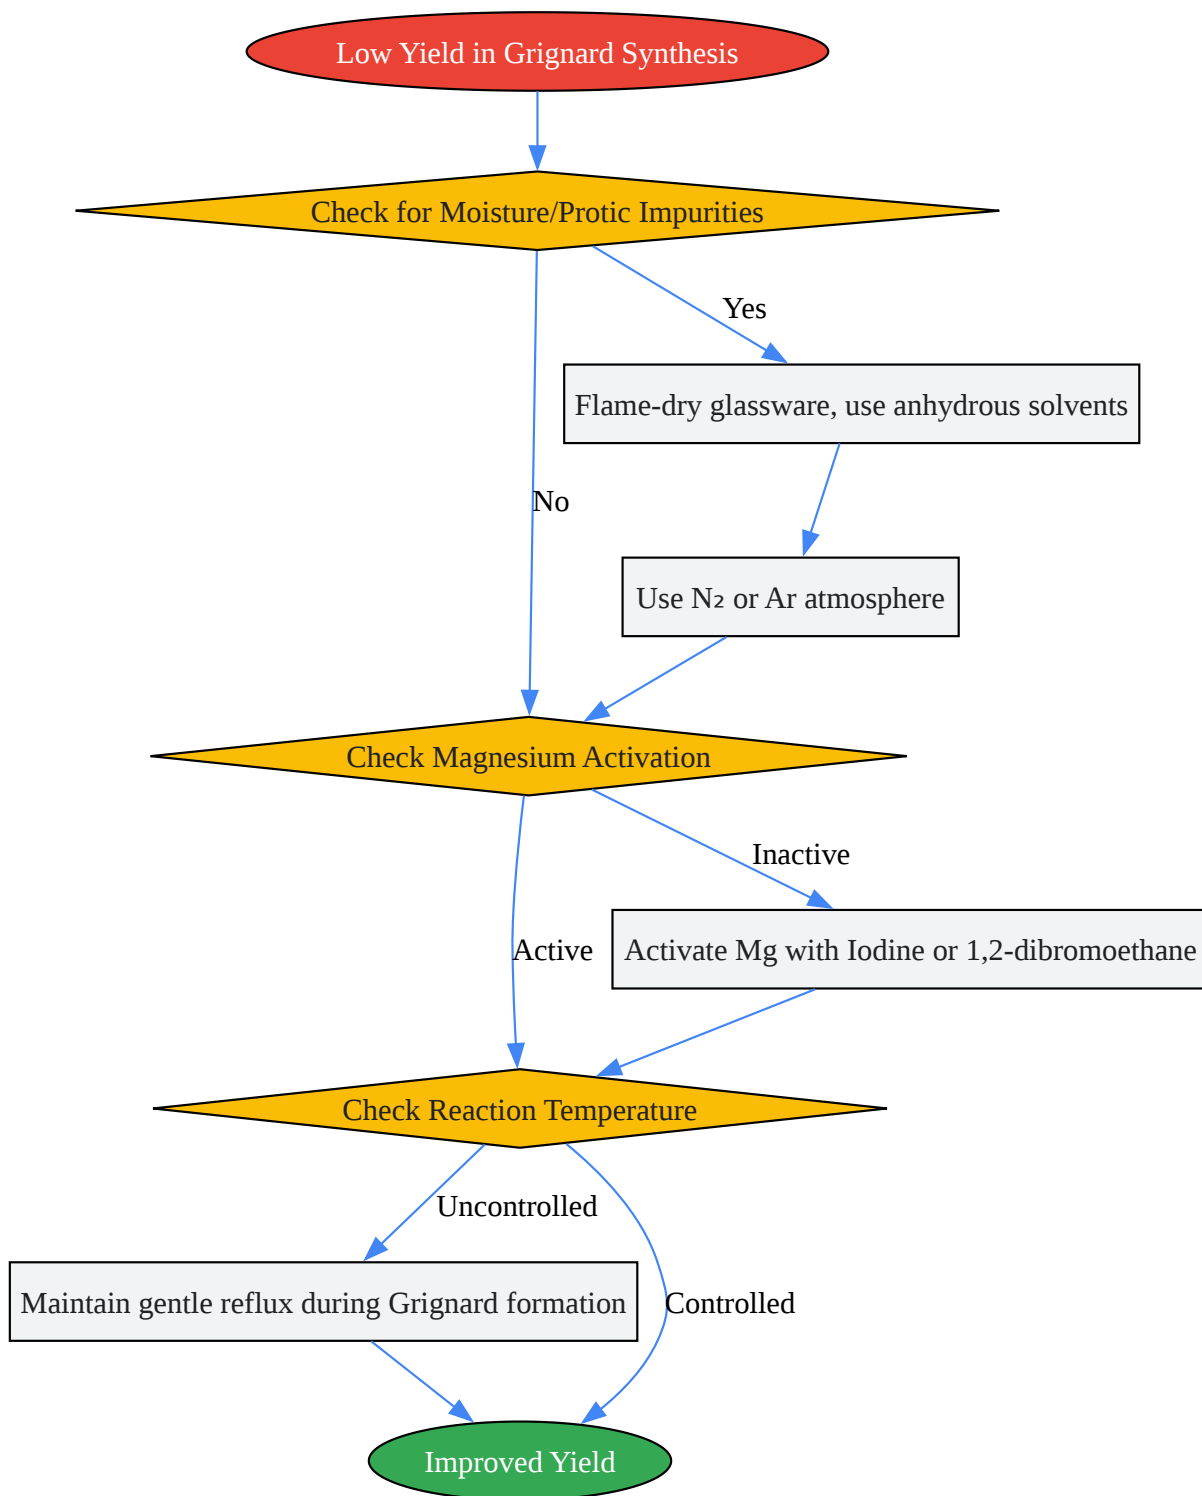 Low Yield in Grignard Synthesis
Check for Moisture/Protic Impurities
Yes
Flame-dry glassware, use anhydrous solvents
No
Use N₂ or Ar atmosphere
Check Magnesium Activation
Inactive
Active
Activate Mg with Iodine or 1,2-dibromoethane
Check Reaction Temperature
Uncontrolled
Maintain gentle reflux during Grignard formation
Controlled
Improved Yield